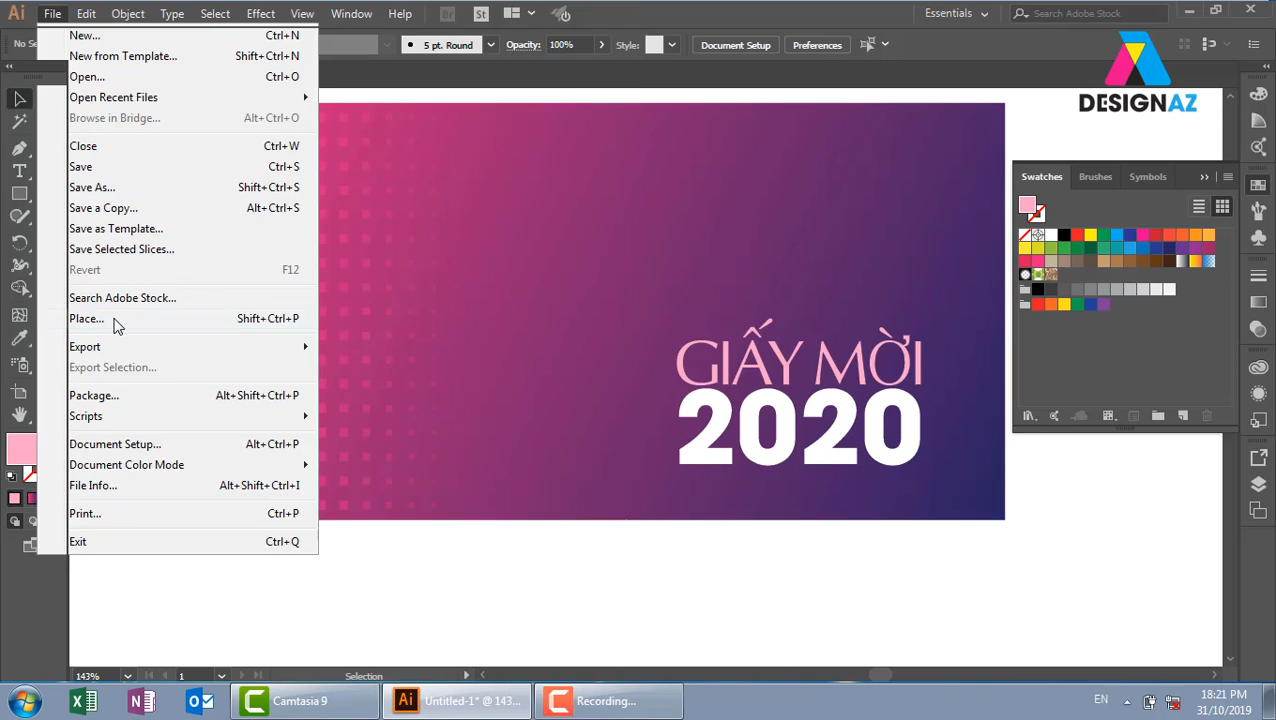 Ai File Edit Object Type Select Effect View Window Help Br St Essentials Search Adobe Stock
No Se 5 pt. Round Opacity: 100% Style: Document Setup Preferences
New... Ctrl+N
New from Template... Shift+Ctrl+N
Open... Ctrl+O
Open Recent Files
Browse in Bridge... Alt+Ctrl+O
Close Ctrl+W
Save Ctrl+S
Save As... Shift+Ctrl+S
Save a Copy... Alt+Ctrl+S
Save as Template...
Save Selected Slices...
Revert F12
Search Adobe Stock...
Place... Shift+Ctrl+P
Export
Export Selection...
Package... Alt+Shift+Ctrl+P
Scripts
Document Setup... Alt+Ctrl+P
Document Color Mode
File Info... Alt+Shift+Ctrl+I
Print... Ctrl+P
Exit Ctrl+Q
DESIGNAZ
Swatches Brushes Symbols
GIẤY MỜI
2020
143% 1 Selection
Camtasia 9 Ai Untitled-1* @ 143... Recording... EN 18:21 PM
31/10/2019